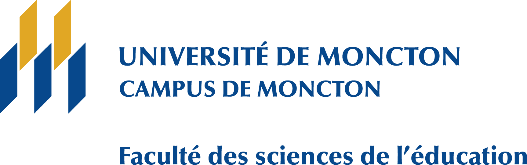 UNIVERSITÉ DE MONCTON
CAMPUS DE MONCTON
Faculté des sciences de l’éducation